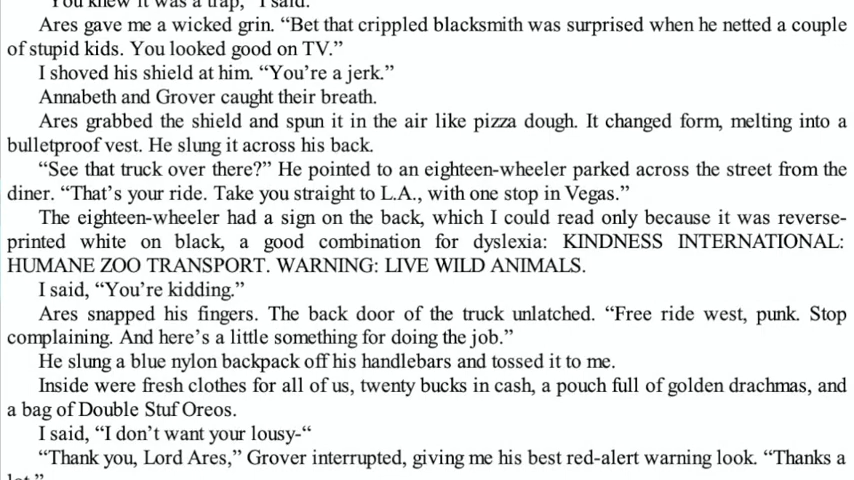 "You knew it was a trap," I said.
Ares gave me a wicked grin. “Bet that crippled blacksmith was surprised when he netted a couple
of stupid kids. You looked good on TV.”
I shoved his shield at him. “You’re a jerk.”
Annabeth and Grover caught their breath.
Ares grabbed the shield and spun it in the air like pizza dough. It changed form, melting into a
bulletproof vest. He slung it across his back.
“See that truck over there?” He pointed to an eighteen-wheeler parked across the street from the
diner. “That’s your ride. Take you straight to L.A., with one stop in Vegas.”
The eighteen-wheeler had a sign on the back, which I could read only because it was reverse-
printed white on black, a good combination for dyslexia: KINDNESS INTERNATIONAL:
HUMANE ZOO TRANSPORT. WARNING: LIVE WILD ANIMALS.
I said, “You’re kidding.”
Ares snapped his fingers. The back door of the truck unlatched. “Free ride west, punk. Stop
complaining. And here’s a little something for doing the job.”
He slung a blue nylon backpack off his handlebars and tossed it to me.
Inside were fresh clothes for all of us, twenty bucks in cash, a pouch full of golden drachmas, and
a bag of Double Stuf Oreos.
I said, “I don’t want your lousy-“
“Thank you, Lord Ares,” Grover interrupted, giving me his best red-alert warning look. “Thanks a
lot.”